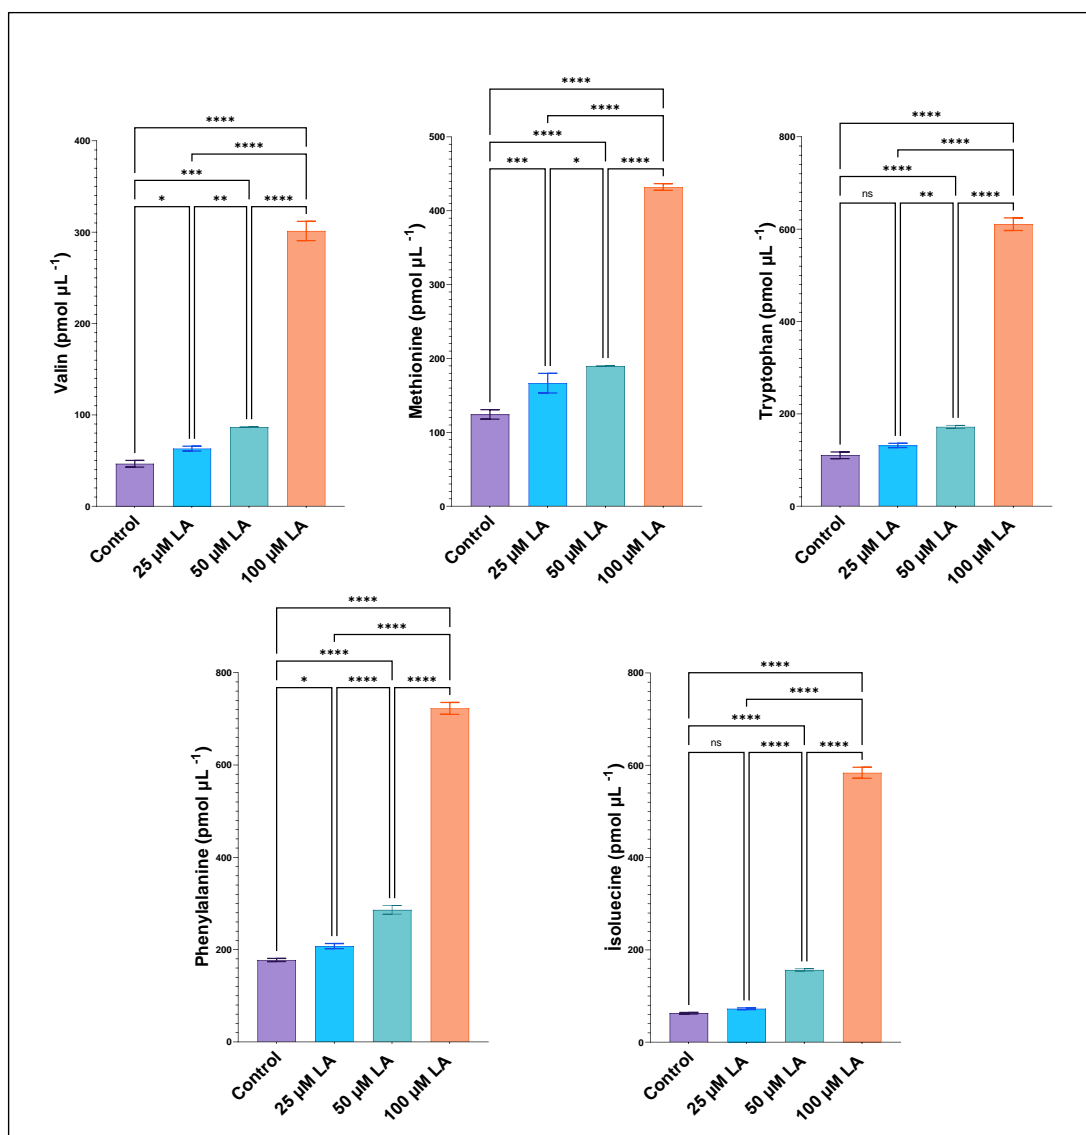 ****
****
***
*
**
****
400
300
200
100
0
Valin (pmol µL ⁻¹)
Control
25 µM LA
50 µM LA
100 µM LA
****
****
****
***
*
****
500
400
300
200
100
0
Methionine (pmol µL ⁻¹)
Control
25 µM LA
50 µM LA
100 µM LA
****
****
****
ns
**
****
800
600
400
200
0
Tryptophan (pmol µL ⁻¹)
Control
25 µM LA
50 µM LA
100 µM LA
****
****
****
*
****
****
800
600
400
200
0
Phenylalanine (pmol µL ⁻¹)
Control
25 µM LA
50 µM LA
100 µM LA
****
****
****
ns
****
****
800
600
400
200
0
İsoluecine (pmol µL ⁻¹)
Control
25 µM LA
50 µM LA
100 µM LA